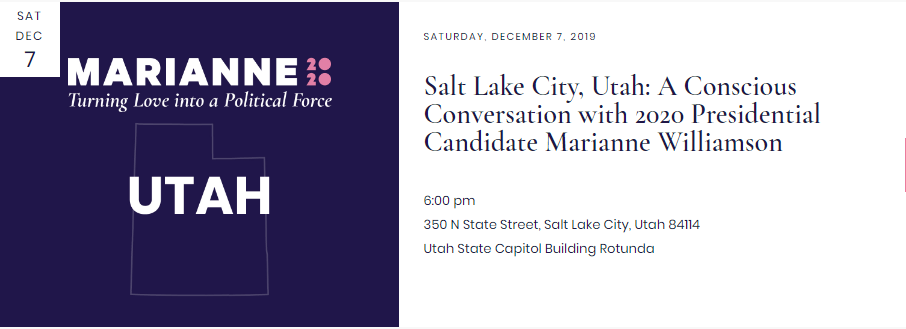 SAT
DEC
7
MARIANNE 2020
Turning Love into a Political Force
UTAH
SATURDAY, DECEMBER 7, 2019
Salt Lake City, Utah: A Conscious
Conversation with 2020 Presidential
Candidate Marianne Williamson
6:00 pm
350 N State Street, Salt Lake City, Utah 84114
Utah State Capitol Building Rotunda